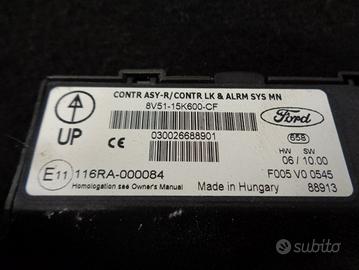 CONTR ASY-R/CONTR LK & ALRM SYS MN
8V51-15K600-CF
Ford
UP
CE
030026688901
658
HW SW
06 / 10.00
E11 116RA-000084
F005 V0 0545
Homologation see Owner's Manual
Made in Hungary
88913
subito